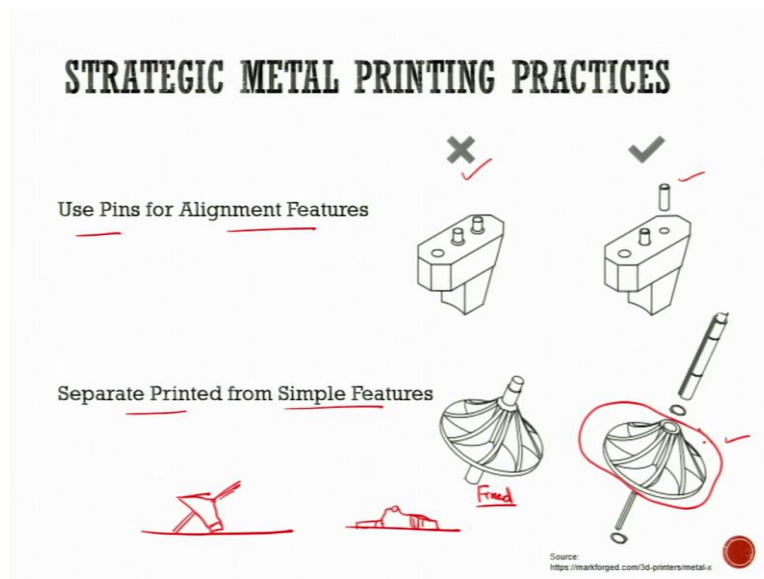 STRATEGIC METAL PRINTING PRACTICES
Use Pins for Alignment Features
Separate Printed from Simple Features
Fixed
Source:
https://markforged.com/3d-printers/metal-x